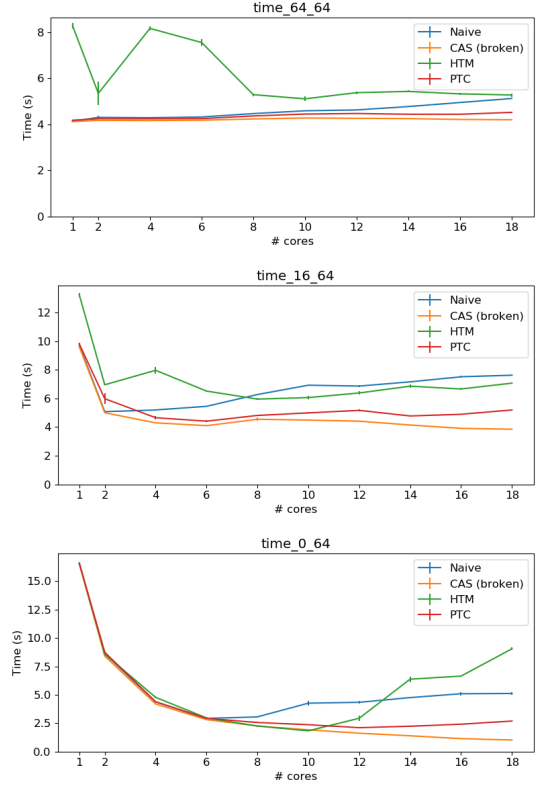 time_64_64
8
6
4
2
0
Time (s)
Naive
CAS (broken)
HTM
PTC
1 2 4 6 8 10 12 14 16 18
# cores
time_16_64
12
10
8
6
4
2
0
Time (s)
Naive
CAS (broken)
HTM
PTC
1 2 4 6 8 10 12 14 16 18
# cores
time_0_64
15.0
12.5
10.0
7.5
5.0
2.5
0.0
Time (s)
Naive
CAS (broken)
HTM
PTC
1 2 4 6 8 10 12 14 16 18
# cores